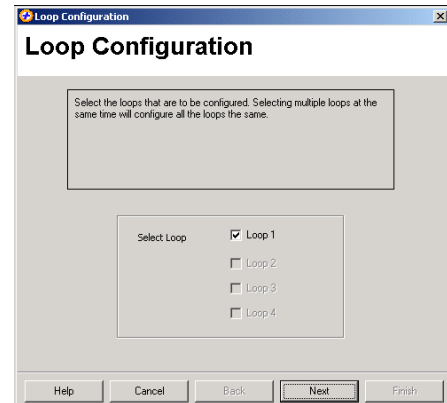 Loop Configuration
Loop Configuration
Select the loops that are to be configured. Selecting multiple loops at the
same time will configure all the loops the same.
Select Loop
Loop 1
Loop 2
Loop 3
Loop 4
Help
Cancel
Back
Next
Finish